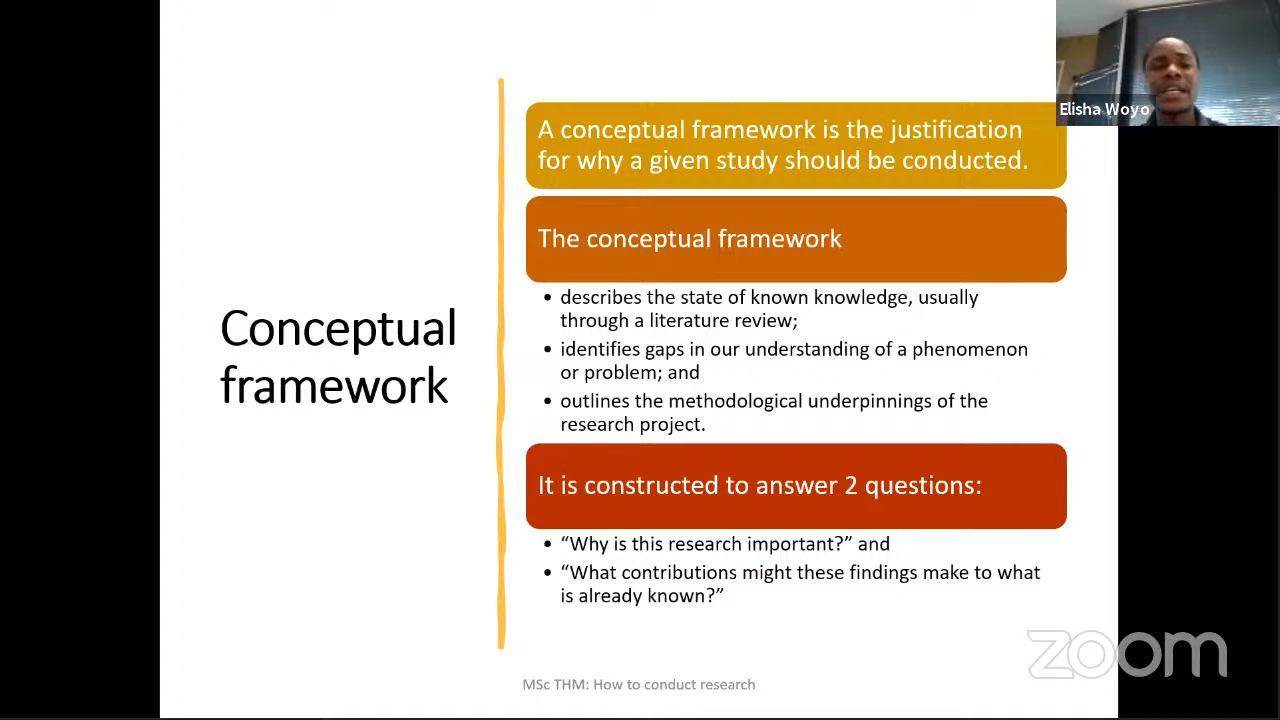 Elisha Woyo
A conceptual framework is the justification
for why a given study should be conducted.
The conceptual framework
• describes the state of known knowledge, usually
through a literature review;
• identifies gaps in our understanding of a phenomenon
or problem; and
• outlines the methodological underpinnings of the
research project.
Conceptual
framework
It is constructed to answer 2 questions:
• “Why is this research important?” and
• “What contributions might these findings make to what
is already known?”
zoom
MSc THM: How to conduct research